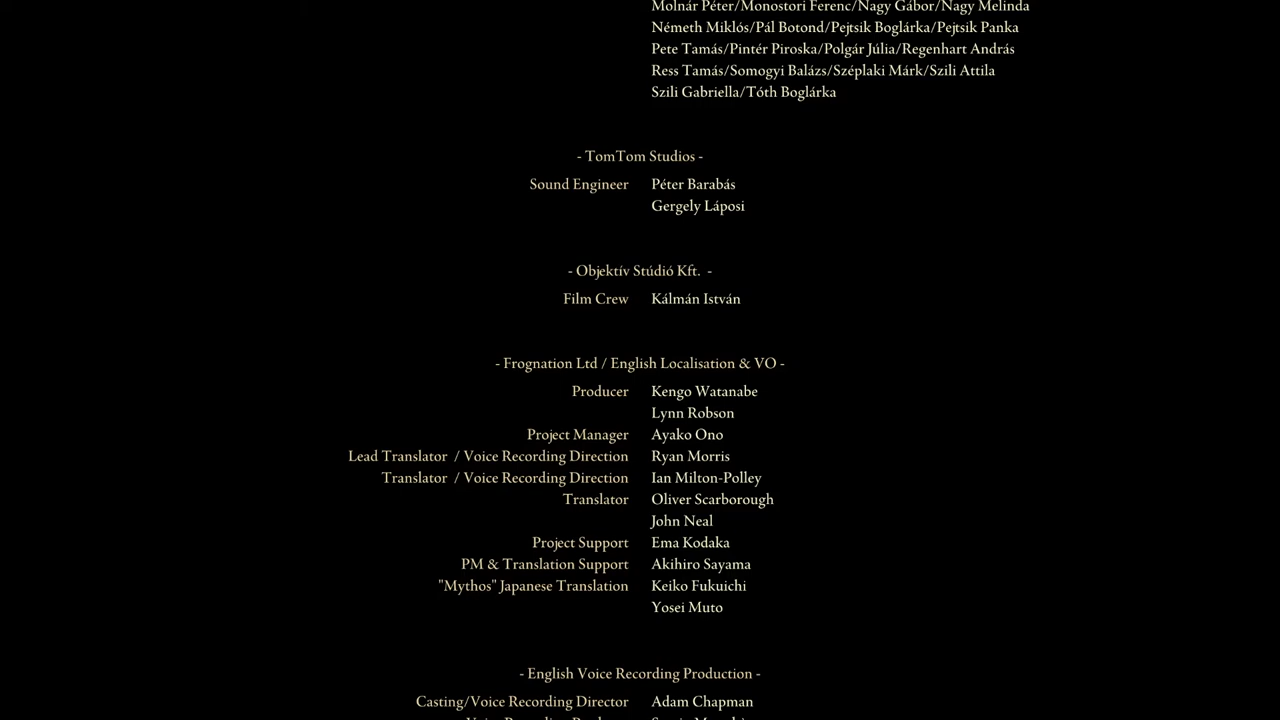 Molnár Péter/Monostori Ferenc/Nagy Gábor/Nagy Melinda
Németh Miklós/Pál Botond/Pejtsik Boglárka/Pejtsik Panka
Pete Tamás/Pintér Piroska/Polgár Júlia/Regenhart András
Ress Tamás/Somogyi Balázs/Széplaki Márk/Szili Attila
Szili Gabriella/Tóth Boglárka
- TomTom Studios -
Sound Engineer Péter Barabás
Gergely Láposi
- Objektív Stúdió Kft. -
Film Crew Kálmán István
- Frognation Ltd / English Localisation & VO -
Producer Kengo Watanabe
Lynn Robson
Project Manager Ayako Ono
Lead Translator / Voice Recording Direction Ryan Morris
Translator / Voice Recording Direction Ian Milton-Polley
Translator Oliver Scarborough
John Neal
Project Support Ema Kodaka
PM & Translation Support Akihiro Sayama
"Mythos" Japanese Translation Keiko Fukuichi
Yosei Muto
- English Voice Recording Production -
Casting/Voice Recording Director Adam Chapman